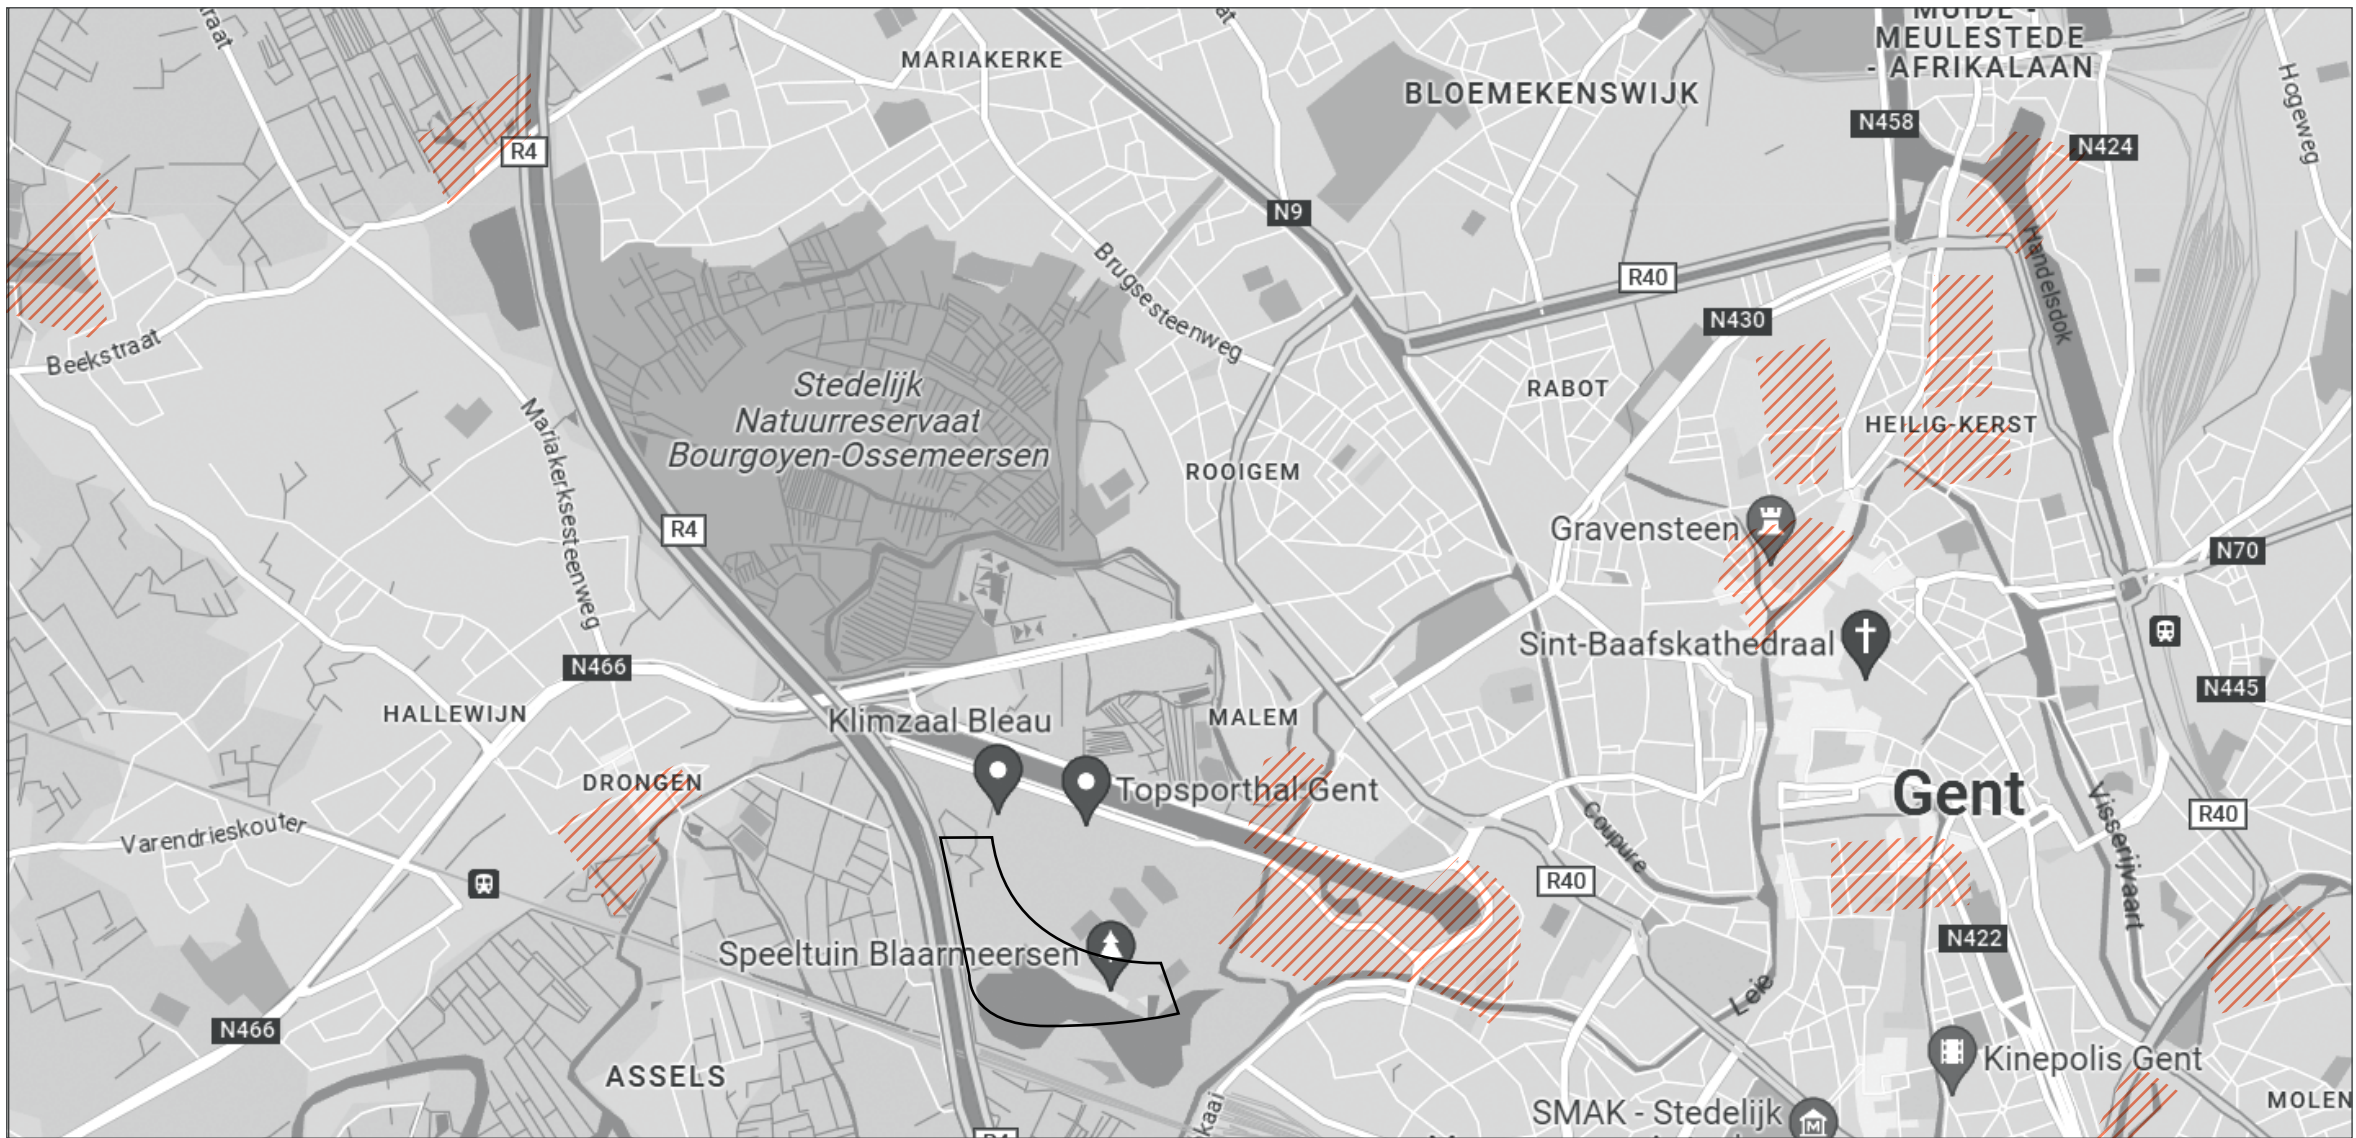 MUIDE -
MEULESTEDE
- AFRIKALAAN
MARIAKERKE
BLOEMEKENSWIJK
Hogeweg
N458
N424
R4
N9
Brugsesteenweg
R40
Handelsdok
N430
Beekstraat
Stedelijk
Natuurreservaat
Bourgoyen-Ossemeersen
RABOT
Mariakerksesteenweg
HEILIG-KERST
ROOIGEM
R4
Gravensteen
N70
Sint-Baafskathedraal
N466
N445
HALLEWIJN
Klimzaal Bleau
MALEM
DRONGEN
Topsporthal Gent
Gent
Varendrieskouter
Coupure
Visserijvaart
R40
R40
Speeltuin Blaarmeersen
N422
Leie
N466
Kinepolis Gent
ASSELS
MOLEN
SMAK - Stedelijk
R4